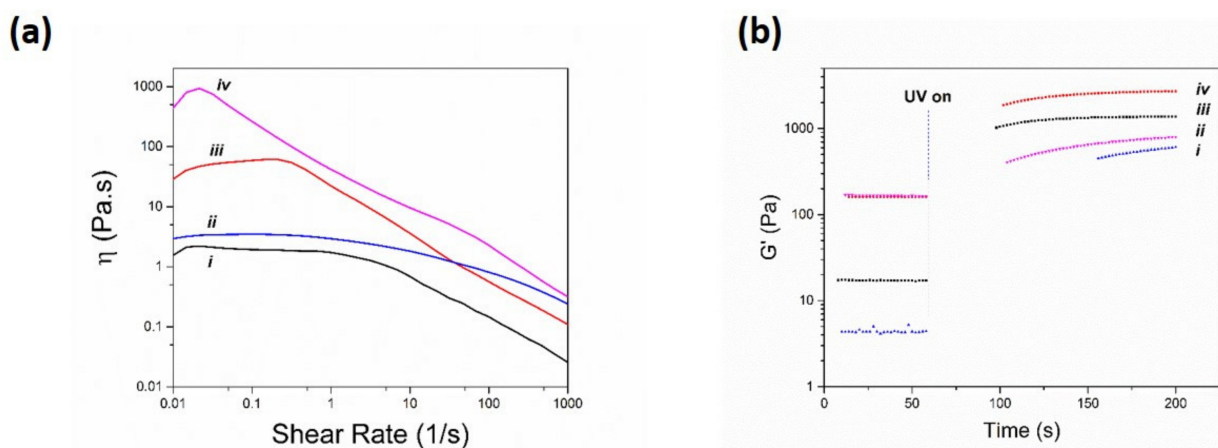 (a)
η (Pa.s)
1000
100
10
1
0.1
0.01
iv
iii
ii
i
0.01 0.1 1 10 100 1000
Shear Rate (1/s)
(b)
G' (Pa)
1000
100
10
1
UV on
iv
iii
ii
i
0 50 100 150 200
Time (s)